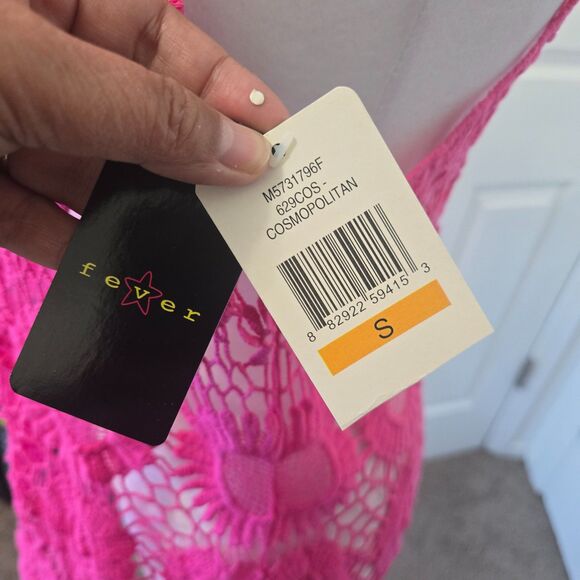 fever
M5731796F
629COS -
COSMOPOLITAN
8 82922 59415 3
S